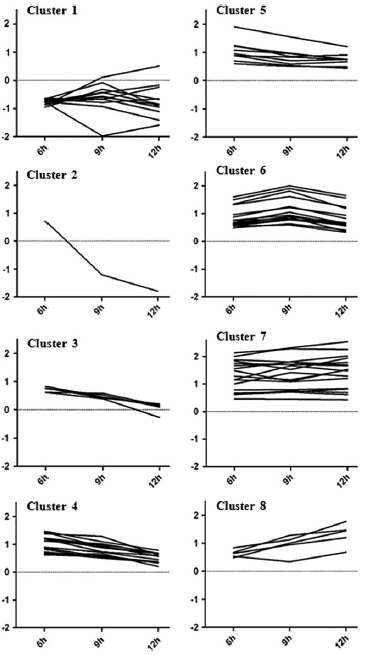 Cluster 1
2
1
0
-1
-2
6h
9h
12h
Cluster 5
2
1
0
-1
-2
6h
9h
12h
Cluster 2
2
1
0
-1
-2
6h
9h
12h
Cluster 6
2
1
0
-1
-2
6h
9h
12h
Cluster 3
2
1
0
-1
-2
6h
9h
12h
Cluster 7
2
1
0
-1
-2
6h
9h
12h
Cluster 4
2
1
0
-1
-2
6h
9h
12h
Cluster 8
2
1
0
-1
-2
6h
9h
12h